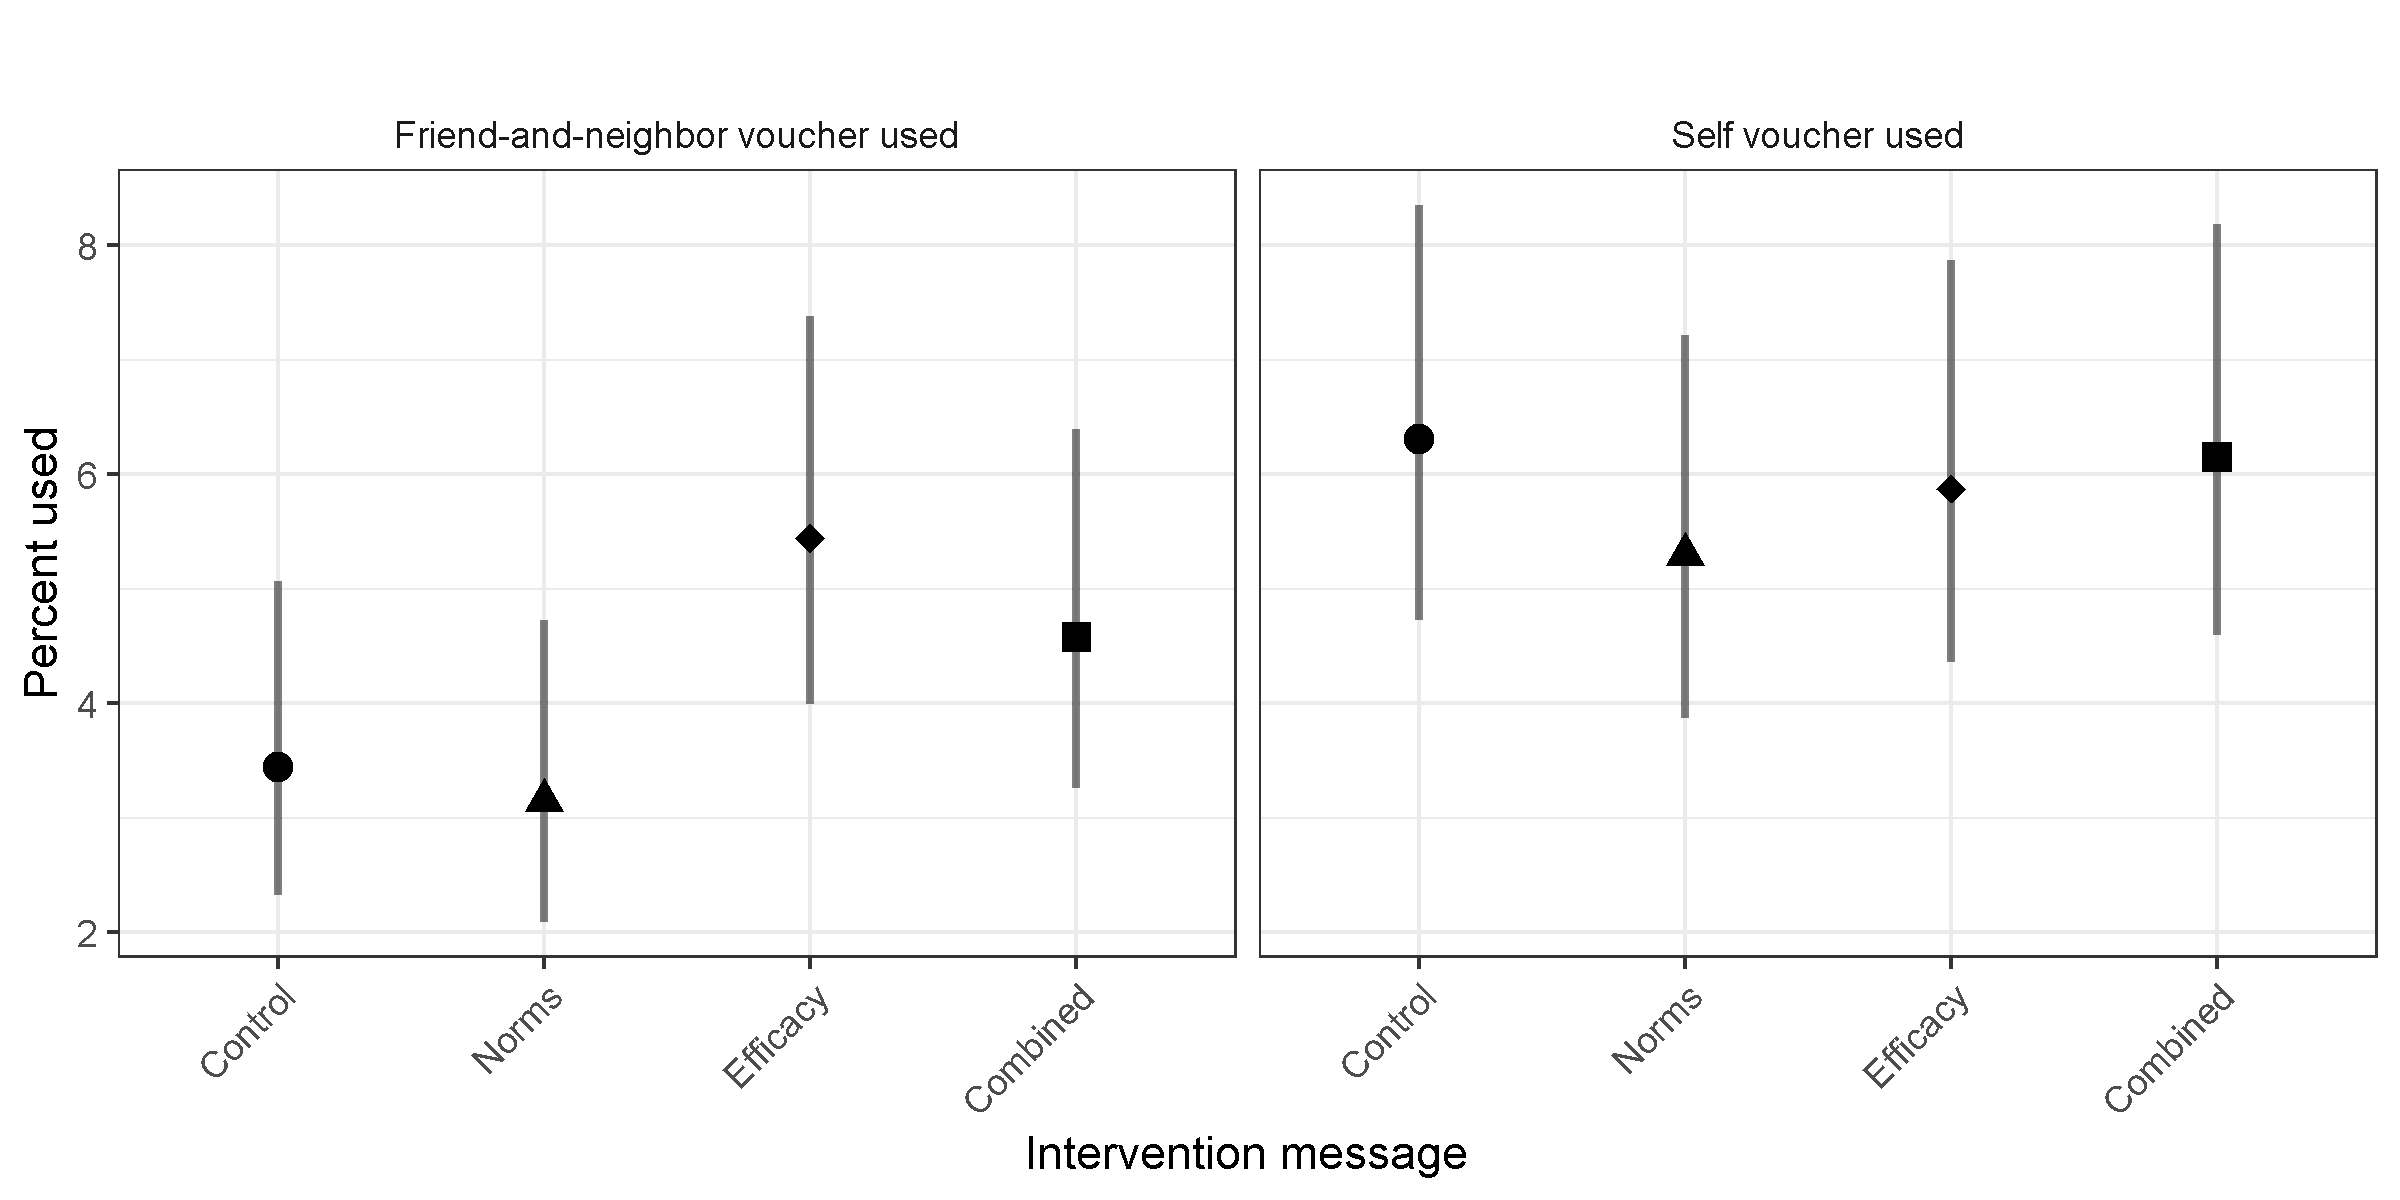 Friend-and-neighbor voucher used
Self voucher used
Percent used
8
6
4
2
Control
Norms
Efficacy
Combined
Control
Norms
Efficacy
Combined
Intervention message